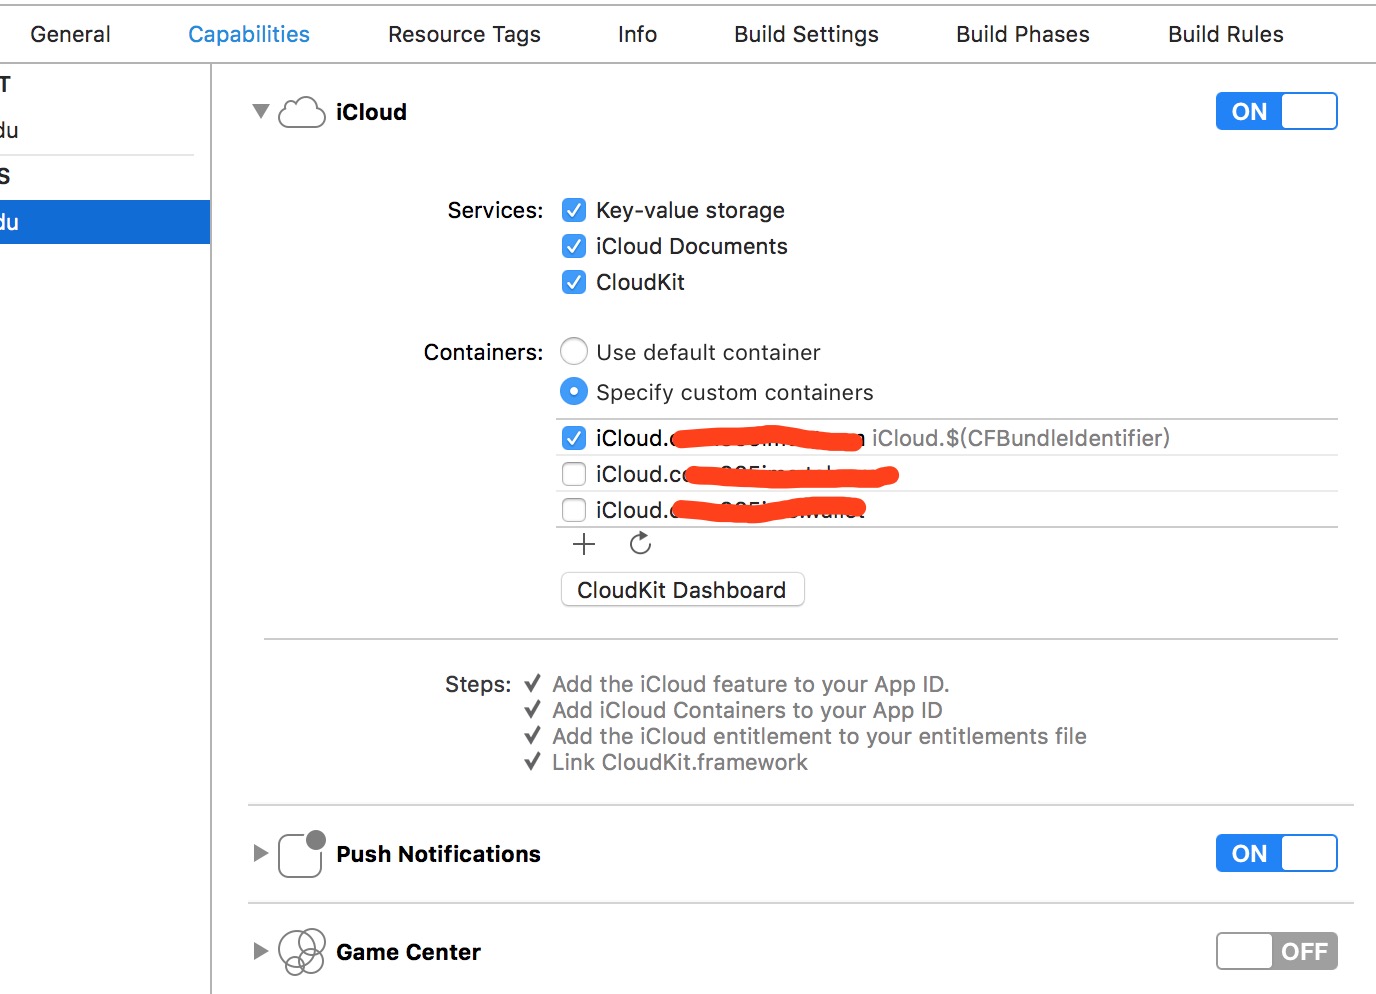 General Capabilities Resource Tags Info Build Settings Build Phases Build Rules
T
du
S
du
iCloud ON
Services: Key-value storage
iCloud Documents
CloudKit
Containers: Use default container
Specify custom containers
iCloud. iCloud.$(CFBundleIdentifier)
iCloud.c
iCloud.
CloudKit Dashboard
Steps: ✓ Add the iCloud feature to your App ID.
✓ Add iCloud Containers to your App ID
✓ Add the iCloud entitlement to your entitlements file
✓ Link CloudKit.framework
Push Notifications ON
Game Center OFF